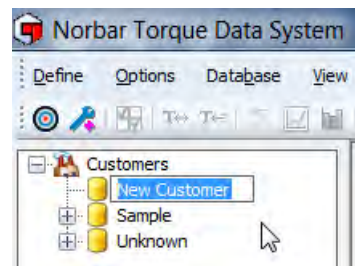 Norbar Torque Data System
Define Options Database View
Customers
New Customer
Sample
Unknown